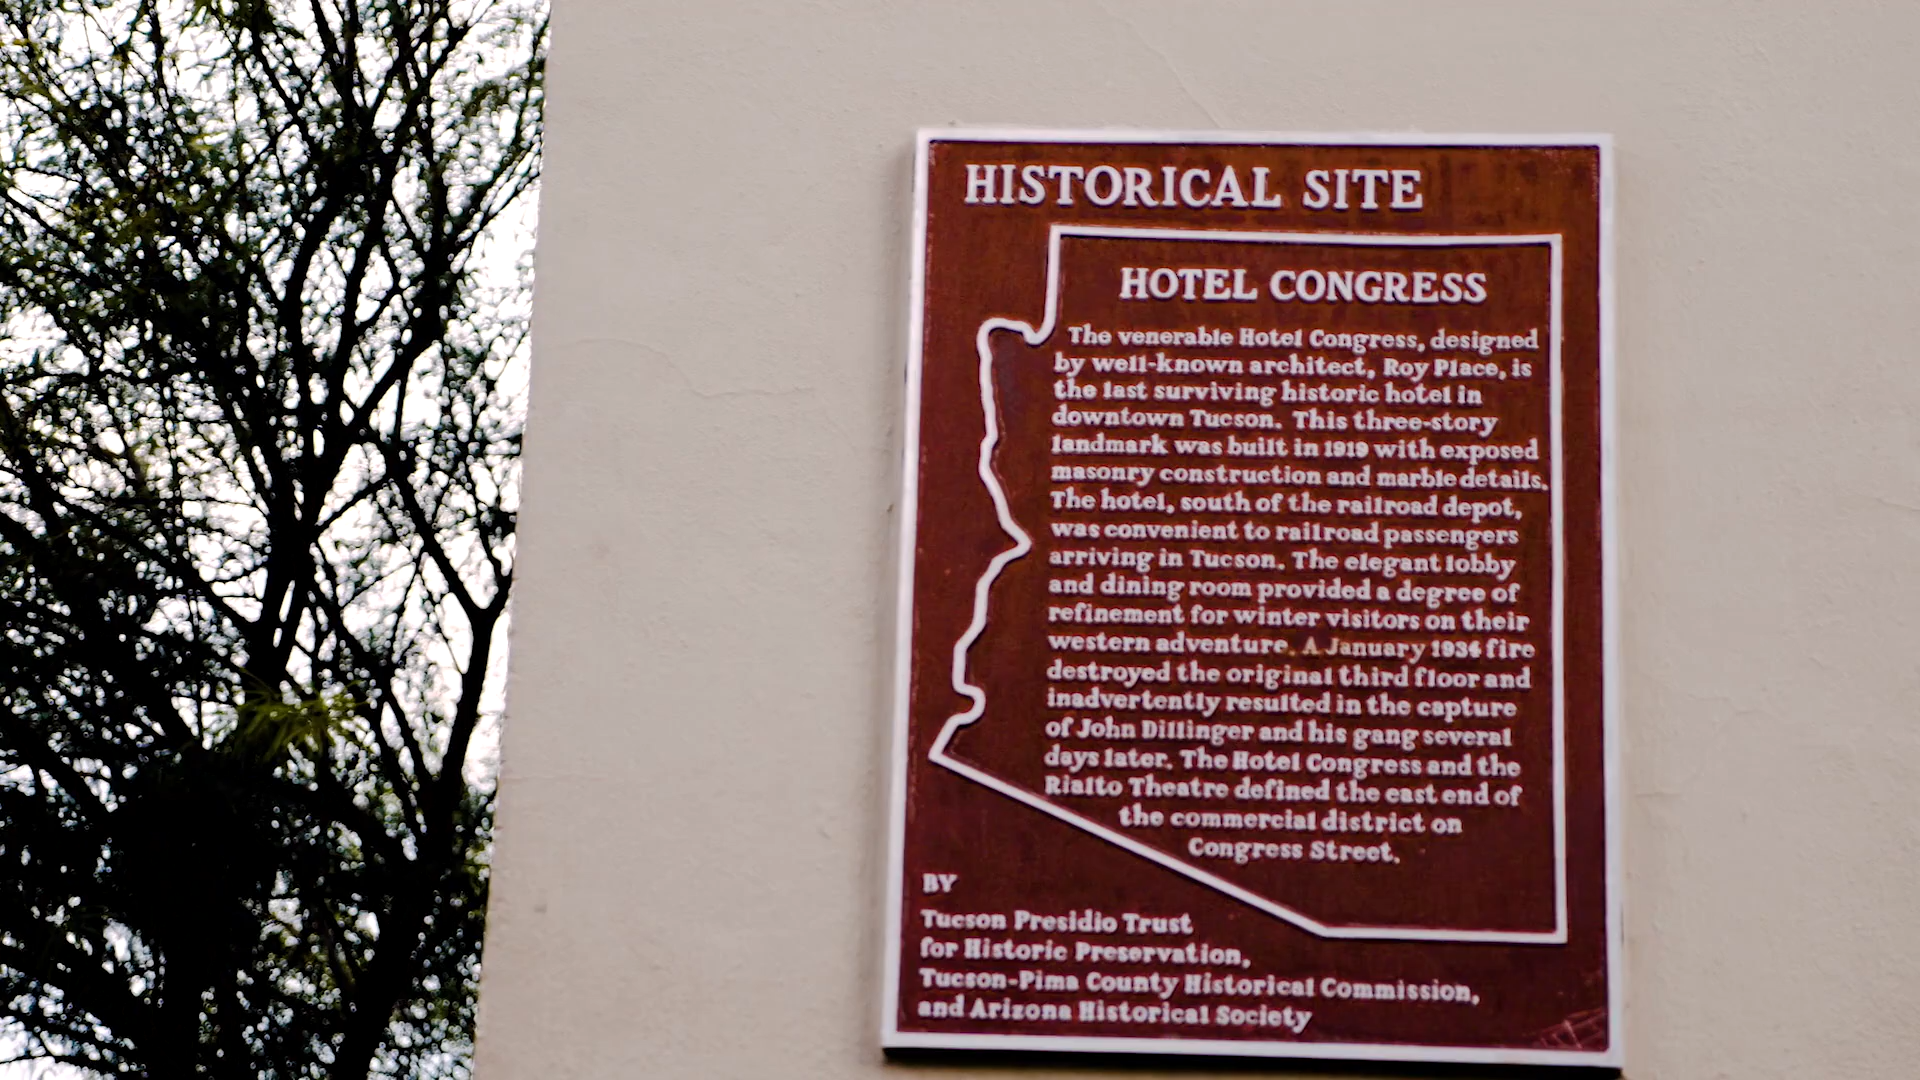 HISTORICAL SITE
HOTEL CONGRESS
The venerable Hotel Congress, designed
by well-known architect, Roy Place, is
the last surviving historic hotel in
downtown Tucson. This three-story
landmark was built in 1919 with exposed
masonry construction and marble details.
The hotel, south of the railroad depot,
was convenient to railroad passengers
arriving in Tucson. The elegant lobby
and dining room provided a degree of
refinement for winter visitors on their
western adventure. A January 1934 fire
destroyed the original third floor and
inadvertently resulted in the capture
of John Dillinger and his gang several
days later. The Hotel Congress and the
Rialto Theatre defined the east end of
the commercial district on
Congress Street.
BY
Tucson Presidio Trust
for Historic Preservation,
Tucson-Pima County Historical Commission,
and Arizona Historical Society